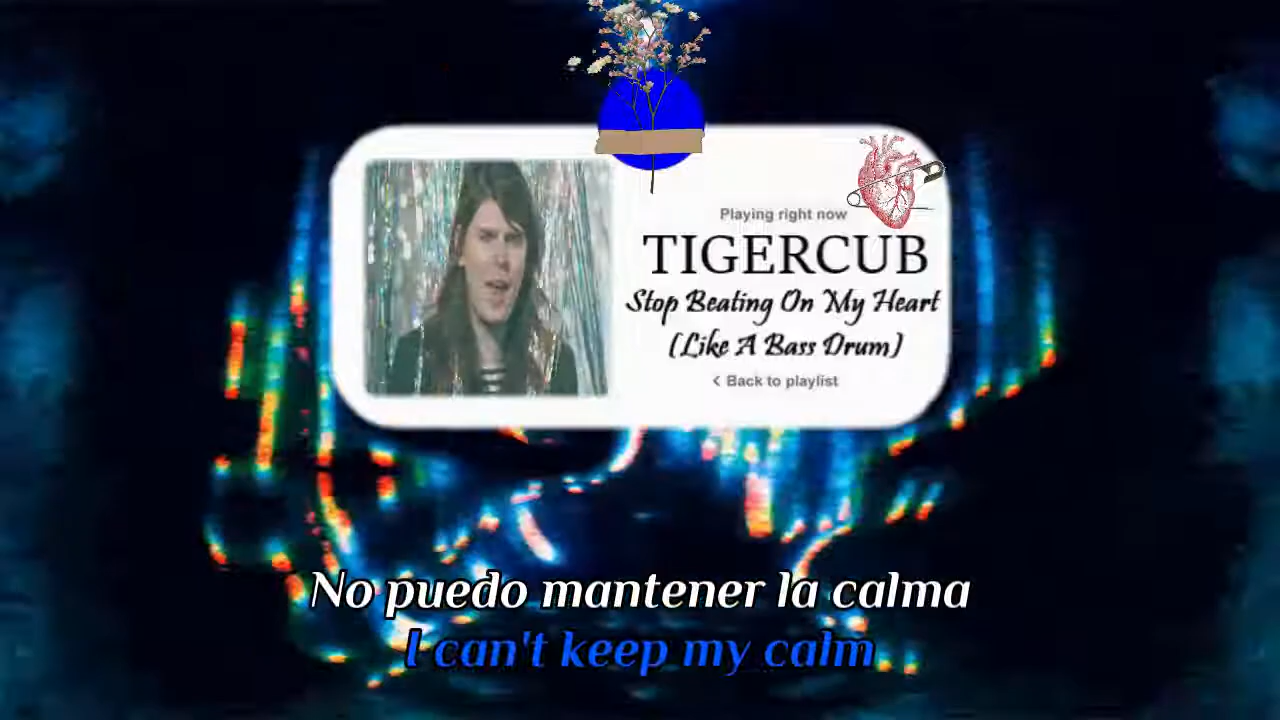 Playing right now
TIGERCUB
Stop Beating On My Heart
(Like A Bass Drum)
< Back to playlist
No puedo mantener la calma
I can't keep my calm